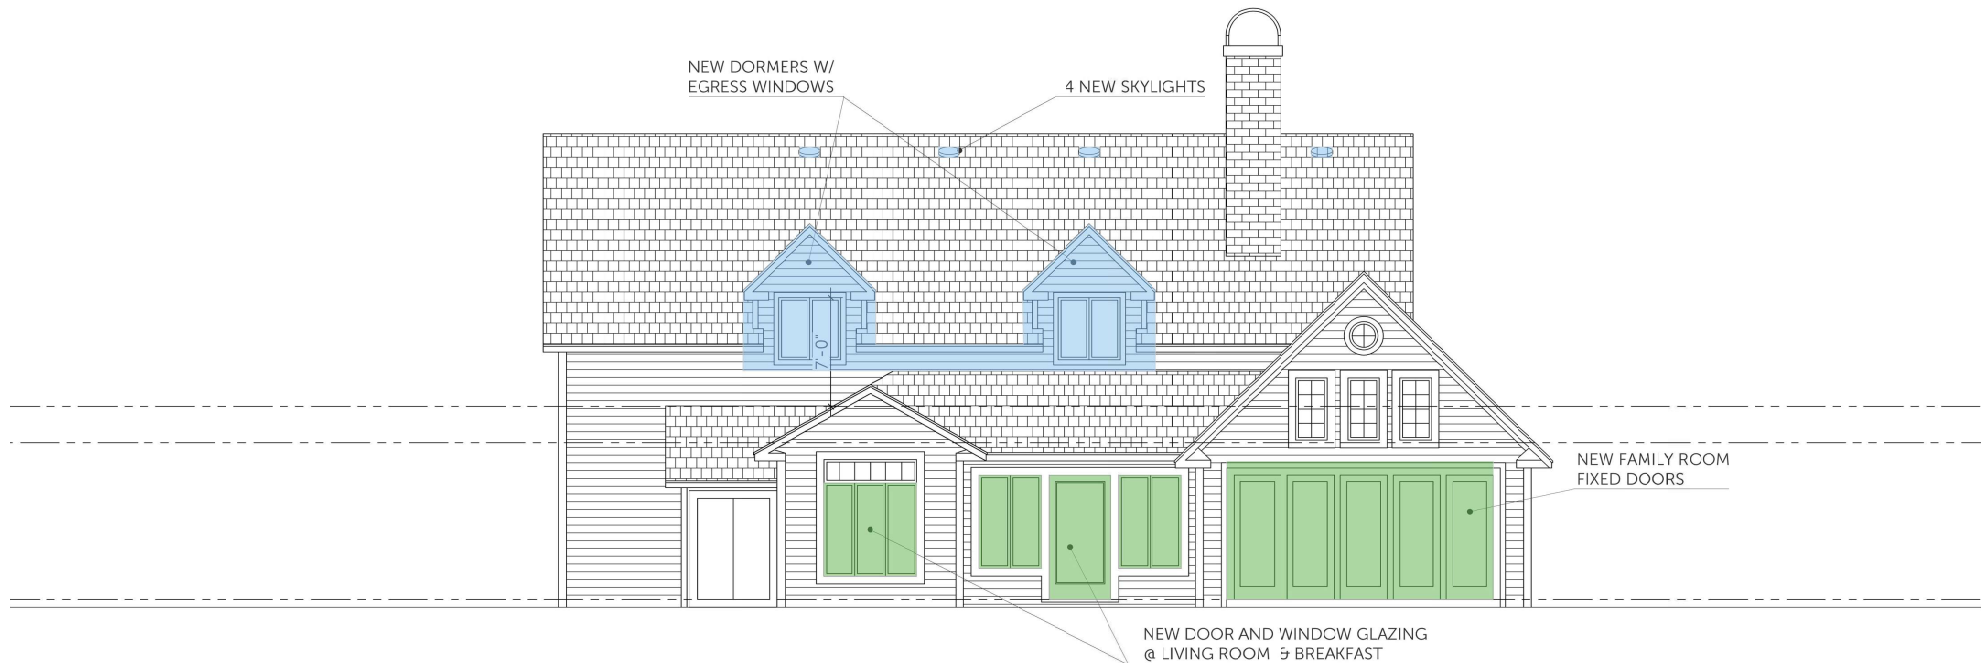 NEW DORMERS W/
EGRESS WINDOWS
4 NEW SKYLIGHTS
7'-0"
NEW FAMILY ROOM
FIXED DOORS
NEW DOOR AND WINDOW GLAZING
@ LIVING ROOM & BREAKFAST